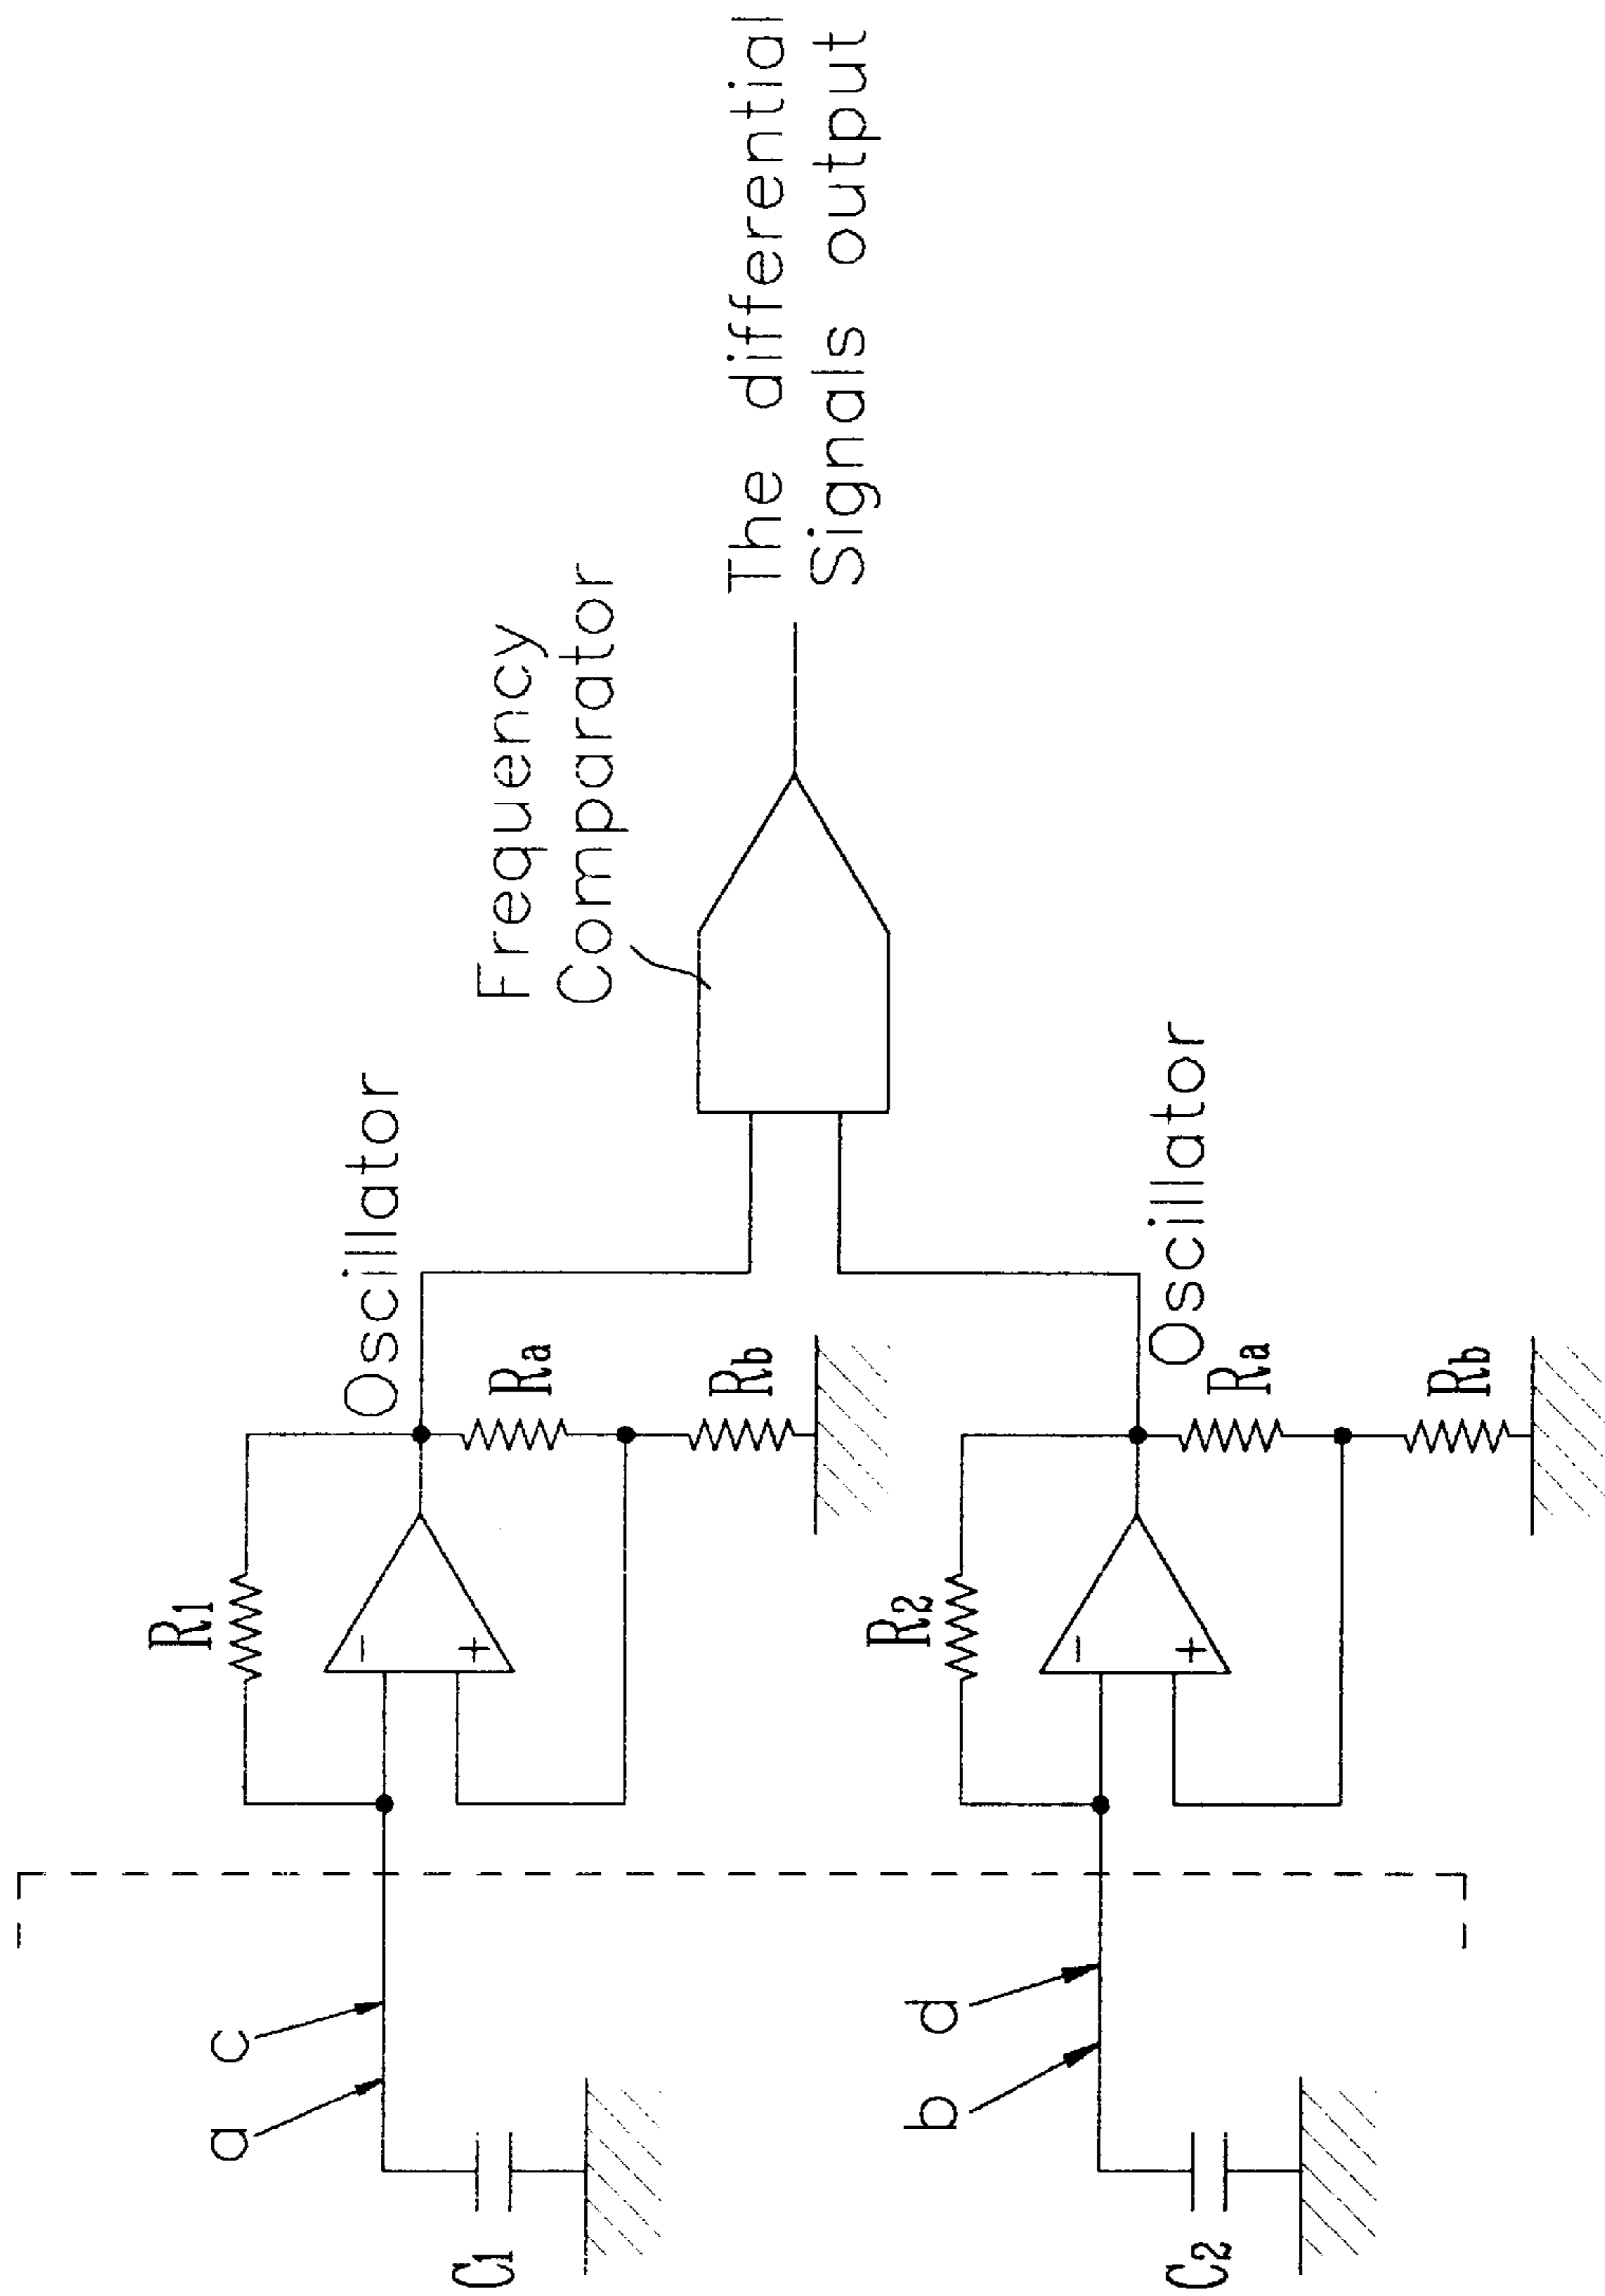 R1
Oscillator
Ra
Rb
−
+
a
c
C1
Frequency
Comparator
The differential
Signals output
R2
Oscillator
Ra
Rb
−
+
b
d
C2